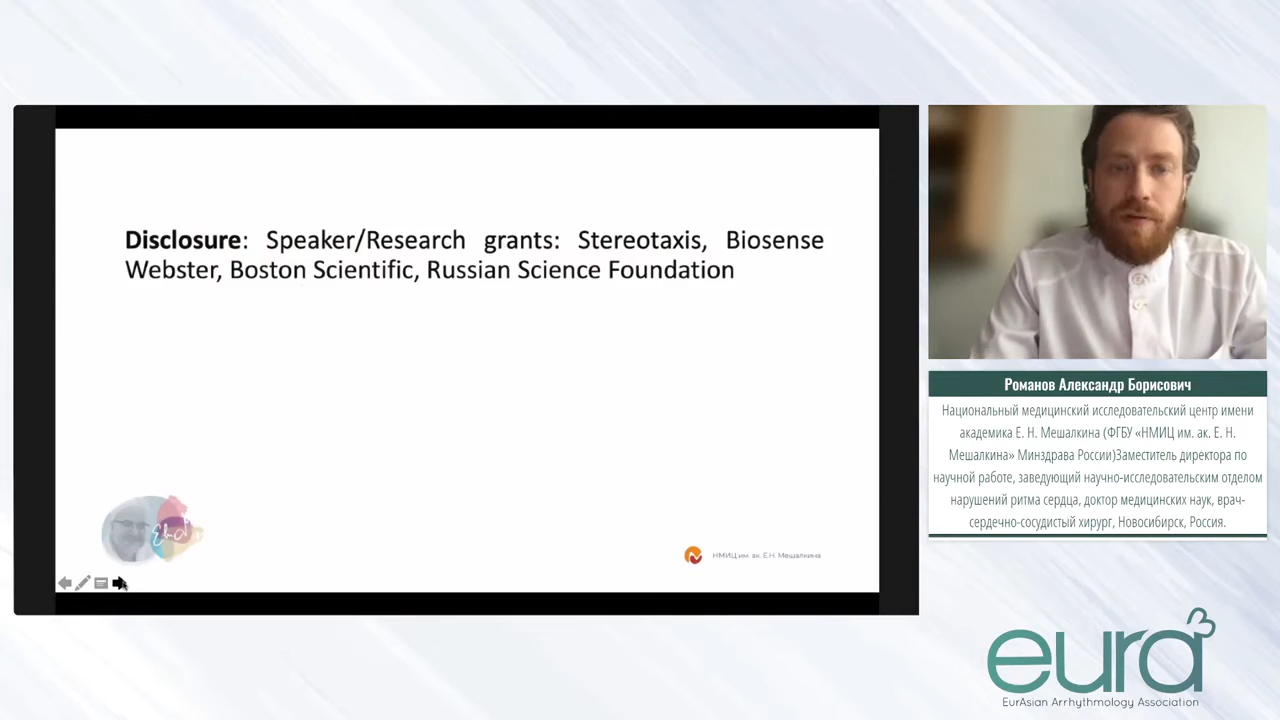 Disclosure: Speaker/Research grants: Stereotaxis, Biosense
Webster, Boston Scientific, Russian Science Foundation
НМИЦ им. ак. Е.Н. Мешалкина
Романов Александр Борисович
Национальный медицинский исследовательский центр имени
академика Е. Н. Мешалкина (ФГБУ «НМИЦ им. ак. Е. Н.
Мешалкина» Минздрава России)Заместитель директора по
научной работе, заведующий научно-исследовательским отделом
нарушений ритма сердца, доктор медицинских наук, врач-
сердечно-сосудистый хирург, Новосибирск, Россия.
eura
EurAsian Arrhythmology Association